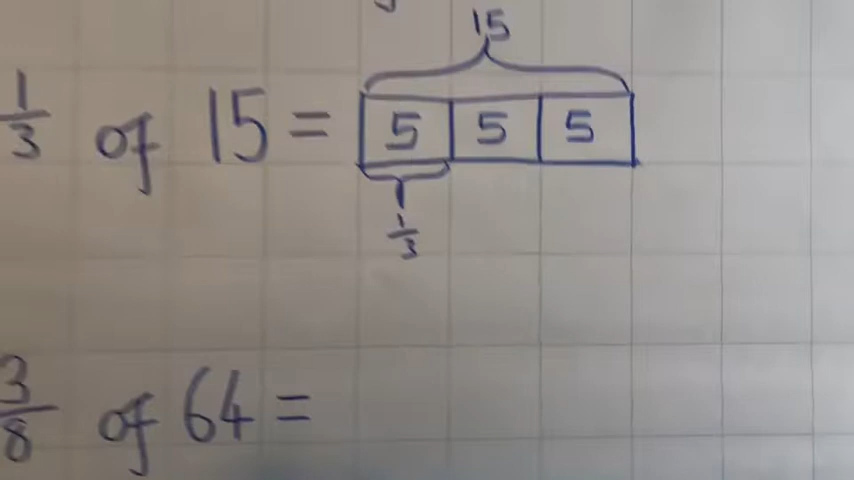 15
1/3 of 15 = 5 5 5
1/3
3/8 of 64 =